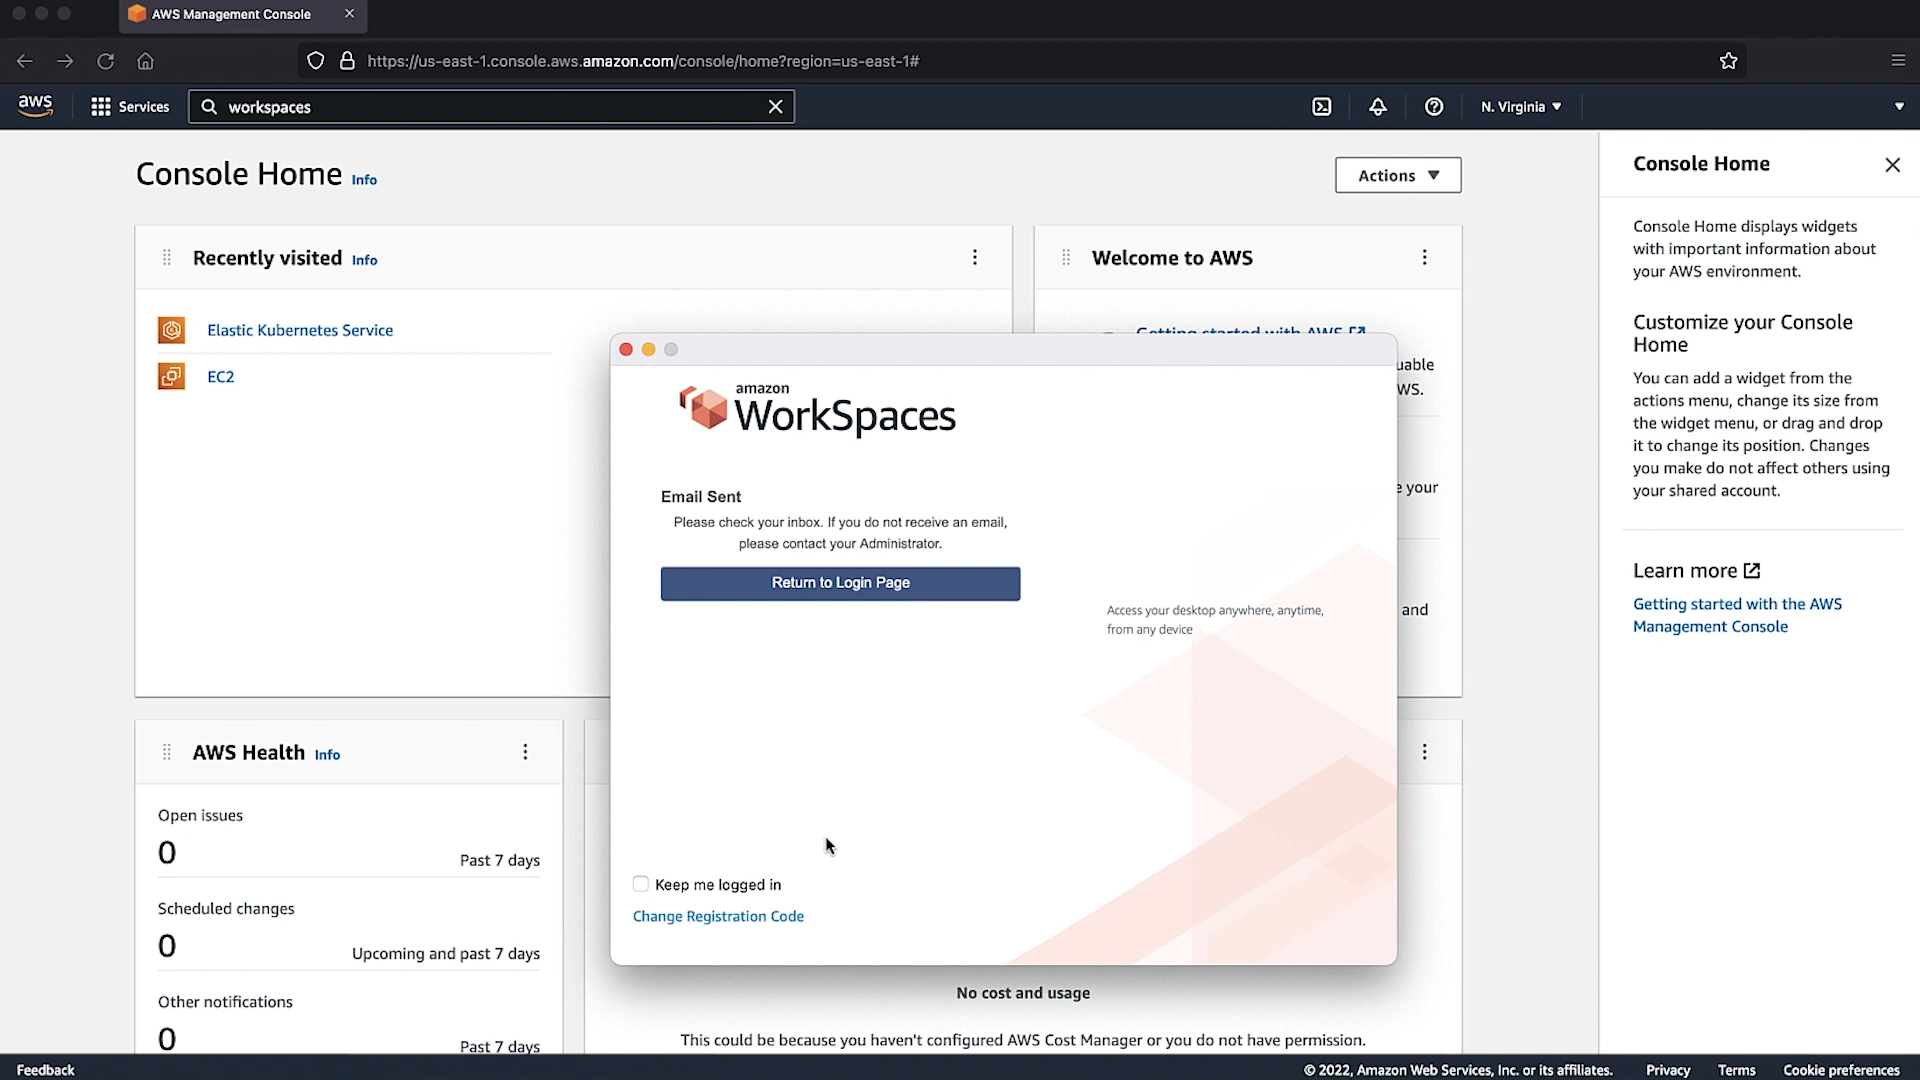 AWS Management Console
https://us-east-1.console.aws.amazon.com/console/home?region=us-east-1#
aws
Services
workspaces
N. Virginia
Console Home Info
Actions
Recently visited Info
Elastic Kubernetes Service
EC2
Welcome to AWS
Getting started with AWS
WS.
e your
and
amazon
WorkSpaces
Email Sent
Please check your inbox. If you do not receive an email,
please contact your Administrator.
Return to Login Page
Access your desktop anywhere, anytime,
from any device
Keep me logged in
Change Registration Code
AWS Health Info
Open issues
0
Past 7 days
Scheduled changes
0
Upcoming and past 7 days
Other notifications
0
Past 7 days
No cost and usage
This could be because you haven't configured AWS Cost Manager or you do not have permission.
Console Home
Console Home displays widgets
with important information about
your AWS environment.
Customize your Console
Home
You can add a widget from the
actions menu, change its size from
the widget menu, or drag and drop
it to change its position. Changes
you make do not affect others using
your shared account.
Learn more
Getting started with the AWS
Management Console
Feedback
© 2022, Amazon Web Services, Inc. or its affiliates.
Privacy
Terms
Cookie preferences